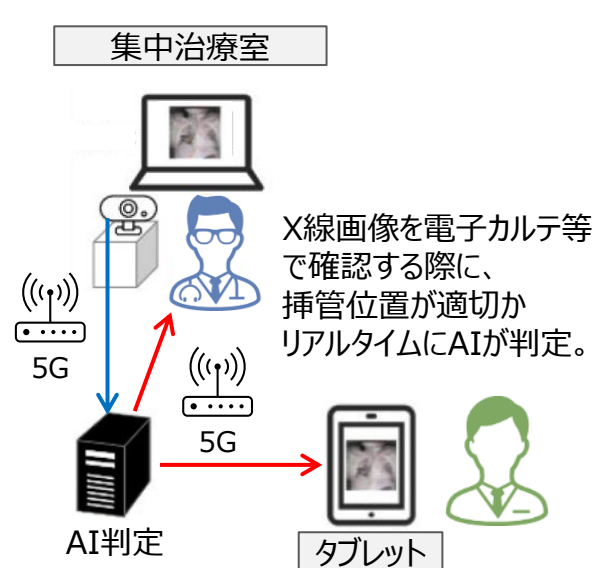 集中治療室
X線画像を電子カルテ等
で確認する際に、
挿管位置が適切か
リアルタイムにAIが判定。
5G
5G
AI判定
タブレット